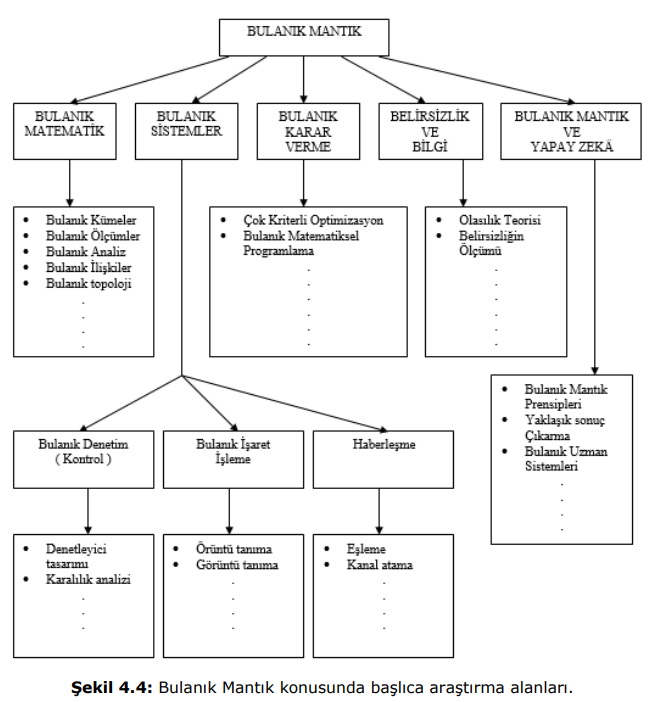 BULANIK MANTIK
BULANIK
MATEMATİK
BULANIK
SİSTEMLER
BULANIK
KARAR
VERME
BELİRSİZLİK
VE
BİLGİ
BULANIK MANTIK
VE
YAPAY ZEKÂ
• Bulanık Kümeler
• Bulanık Ölçümler
• Bulanık Analiz
• Bulanık İlişkiler
• Bulanık topoloji
.
.
.
.
• Çok Kriterli Optimizasyon
• Bulanık Matematiksel
Programlama
.
.
.
.
.
.
• Olasılık Teorisi
• Belirsizliğin
Ölçümü
.
.
.
.
.
.
• Bulanık Mantık
Prensipleri
• Yaklaşık sonuç
Çıkarma
• Bulanık Uzman
Sistemleri
.
.
.
.
Bulanık Denetim
( Kontrol )
Bulanık İşaret
İşleme
Haberleşme
• Denetleyici
tasarımı
• Karalılık analizi
.
.
.
• Örüntü tanıma
• Görüntü tanıma
.
.
.
.
• Eşleme
• Kanal atama
.
.
.
.
Şekil 4.4: Bulanık Mantık konusunda başlıca araştırma alanları.